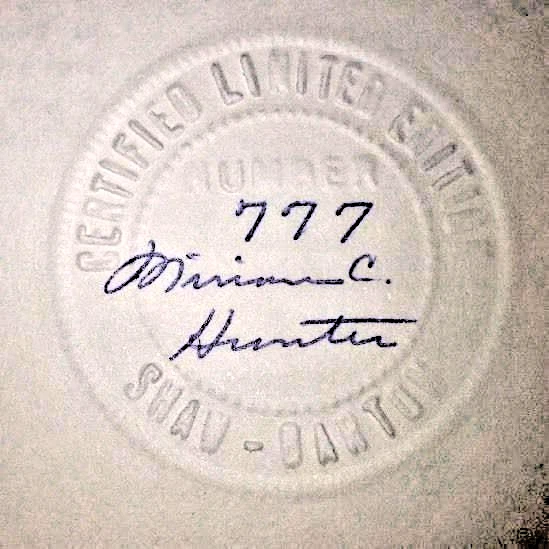 CERTIFIED LIMITED EDITION
NUMBER
777
Miriam C.
Hunter
SHAW - BARTON